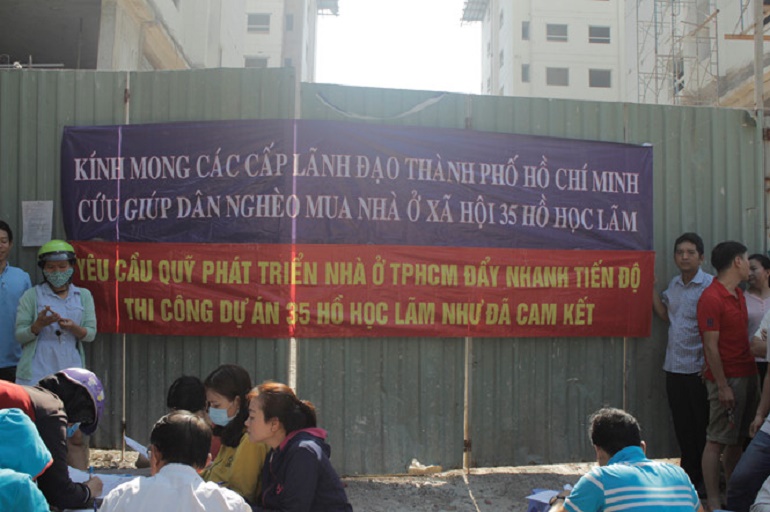 KÍNH MONG CÁC CẤP LÃNH ĐẠO THÀNH PHỐ HỒ CHÍ MINH
CỨU GIÚP DÂN NGHÈO MUA NHÀ Ở XÃ HỘI 35 HỒ HỌC LÃM
YÊU CẦU QUỸ PHÁT TRIỂN NHÀ Ở TPHCM ĐẨY NHANH TIẾN ĐỘ
THI CÔNG DỰ ÁN 35 HỒ HỌC LÃM NHƯ ĐÃ CAM KẾT